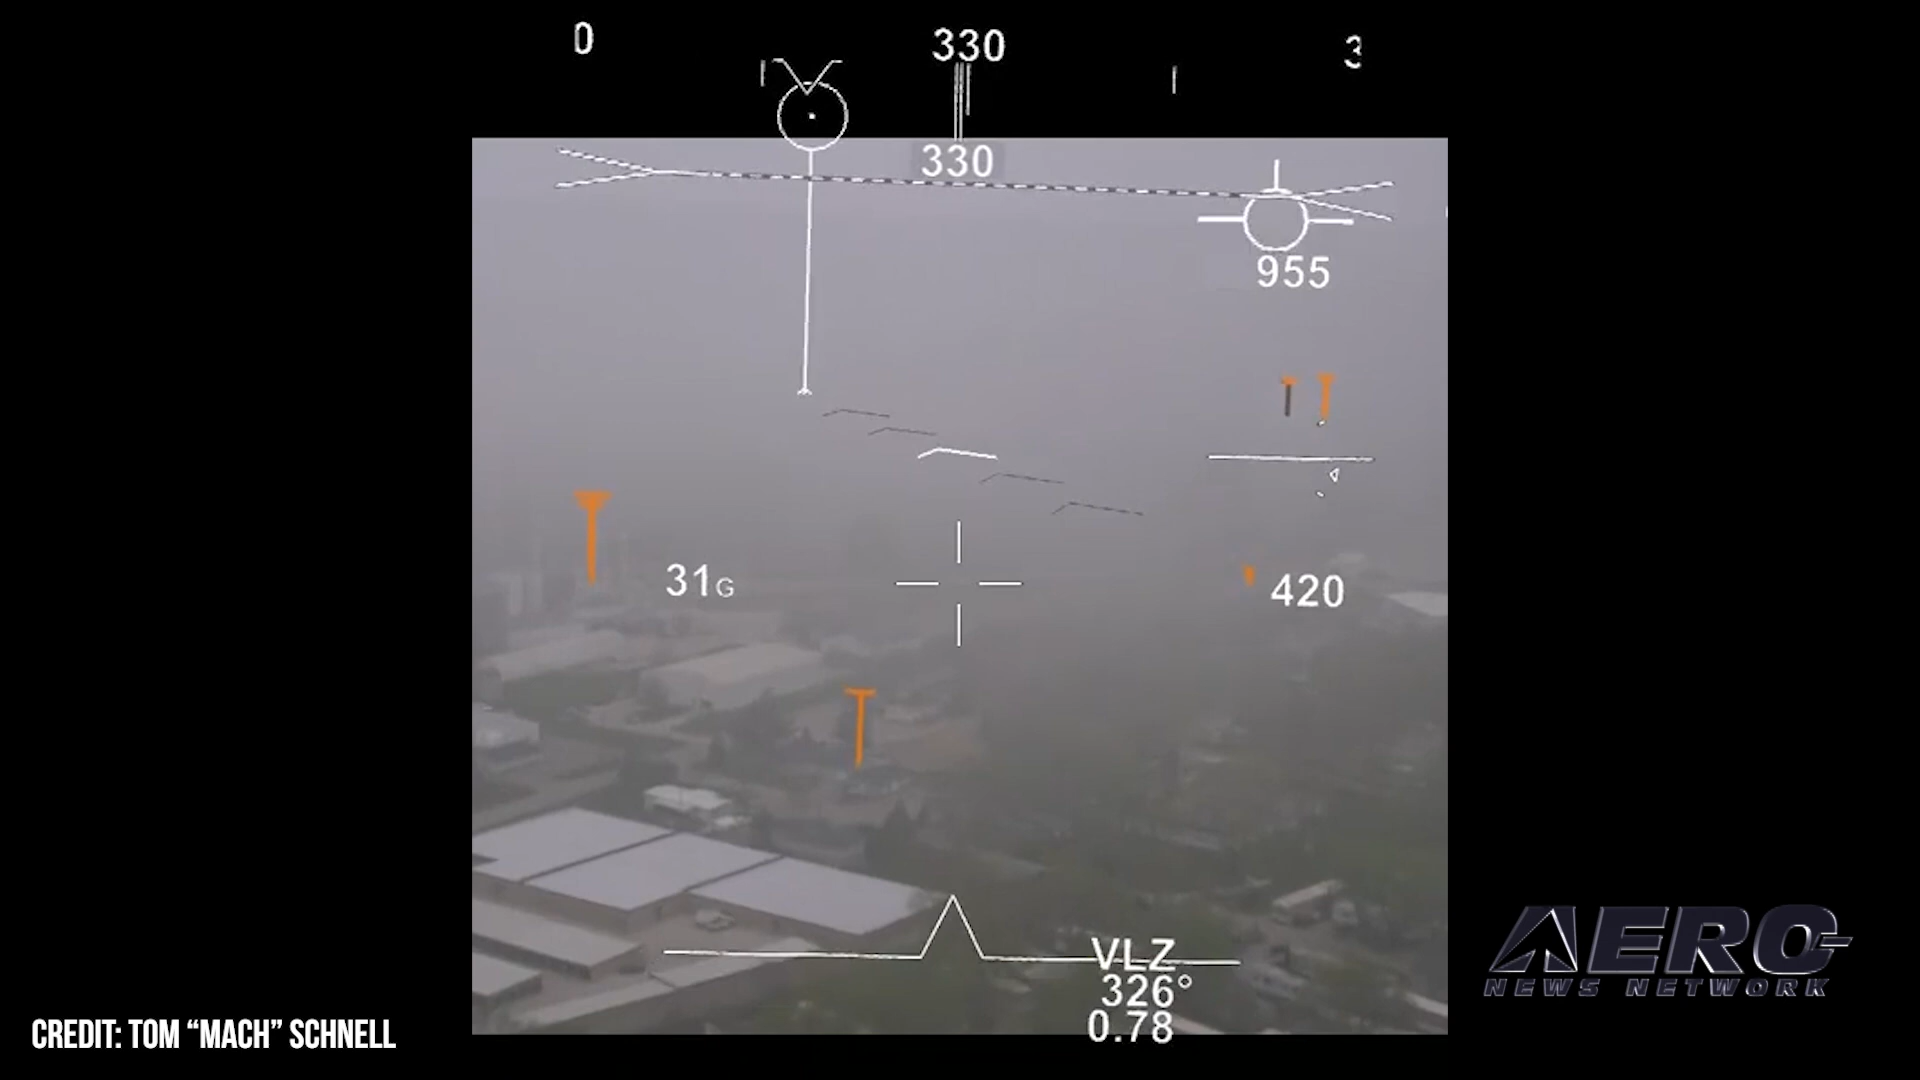 0 330 3
330
955
31G 420
VLZ
326°
0.78
AERO-
NEWS NETWORK
CREDIT: TOM “MACH” SCHNELL